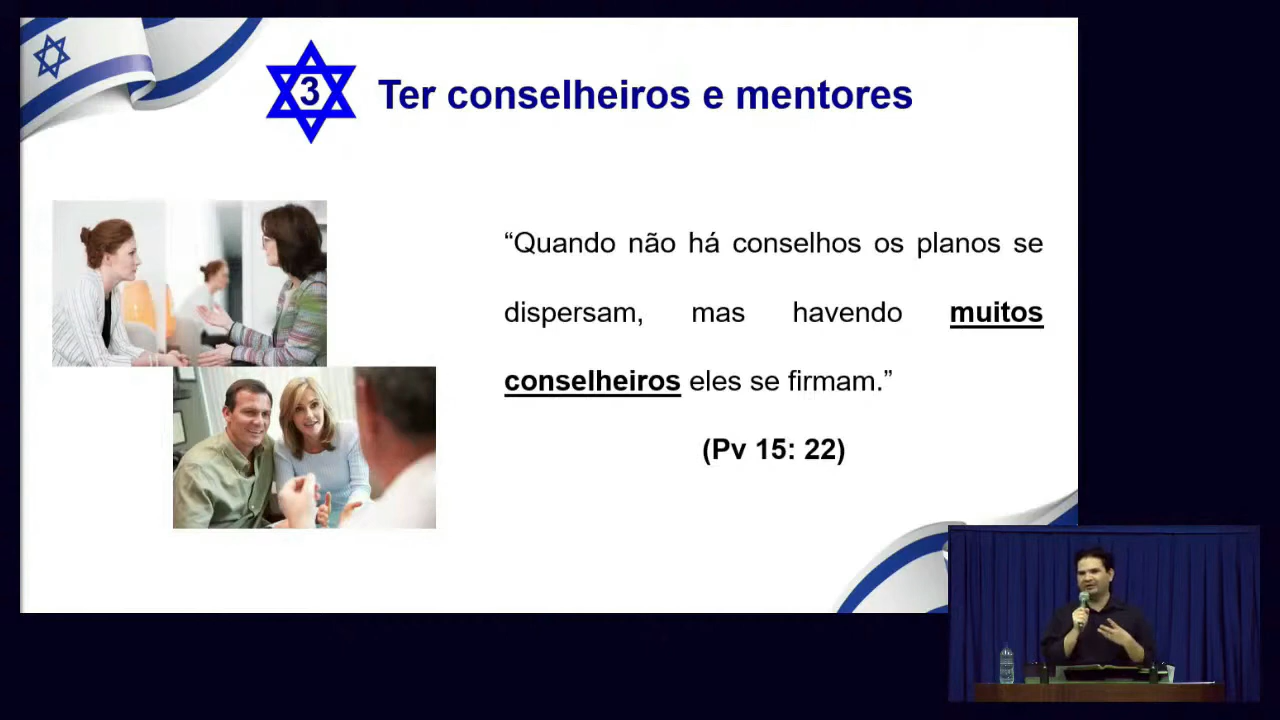 3
Ter conselheiros e mentores
“Quando não há conselhos os planos se
dispersam, mas havendo muitos
conselheiros eles se firmam.”
(Pv 15: 22)